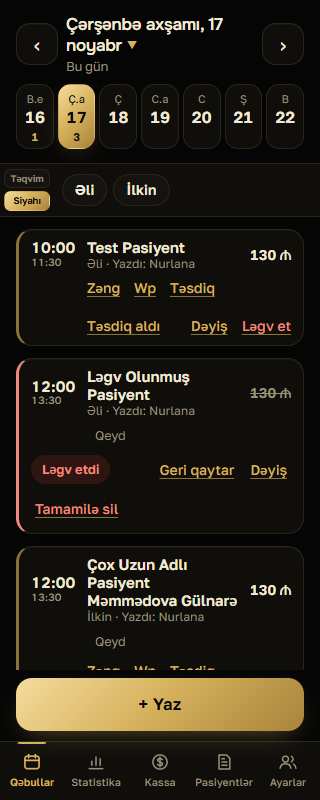 ‹
Çərşənbə axşamı, 17
noyabr ▼
Bu gün
›
B.e
16
1
Ç.a
17
3
Ç
18
C.a
19
C
20
Ş
21
B
22
Təqvim
Siyahı
Əli
İlkin
10:00
11:30
Test Pasiyent
Əli · Yazdı: Nurlana
130 ₼
Zəng Wp Təsdiq
Təsdiq aldı Dəyiş Ləğv et
12:00
13:30
Ləğv Olunmuş
Pasiyent
Əli · Yazdı: Nurlana
130 ₼
Qeyd
Ləğv etdi Geri qaytar Dəyiş
Tamamilə sil
12:00
13:30
Çox Uzun Adlı
Pasiyent
Məmmədova Gülnarə
İlkin · Yazdı: Nurlana
130 ₼
Qeyd
Zəng Wp Təsdiq
+ Yaz
Qəbullar Statistika Kassa Pasiyentlər Ayarlar